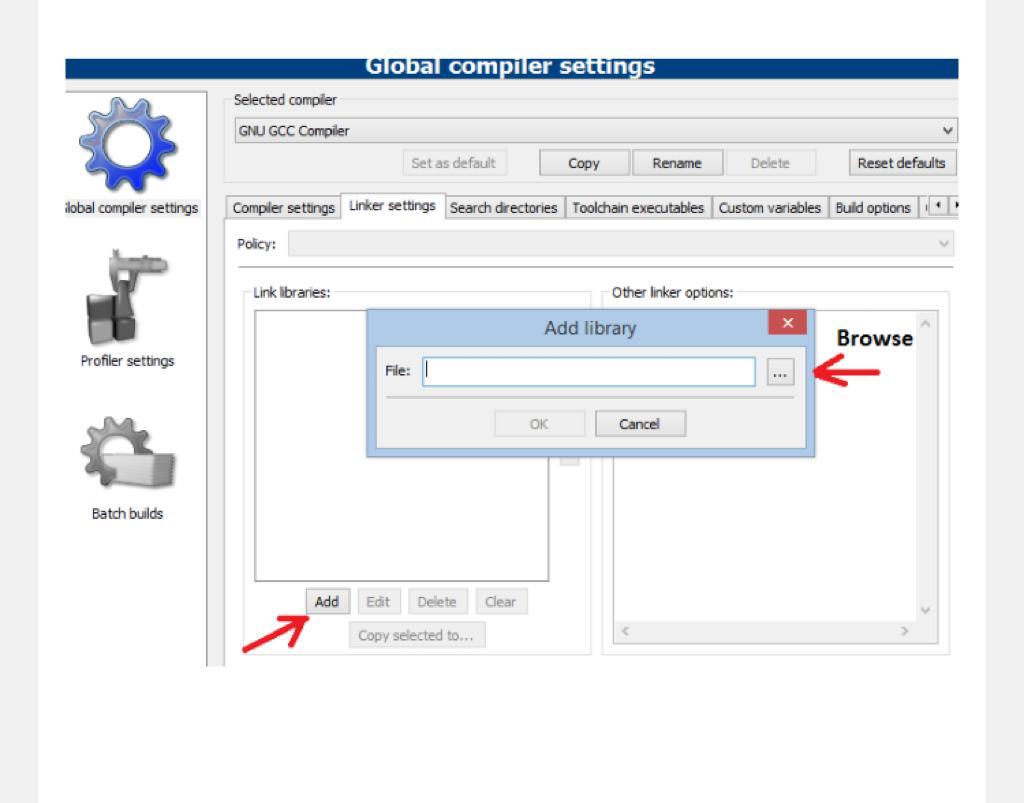 Global compiler settings
Selected compiler
GNU GCC Compiler
Set as default Copy Rename Delete Reset defaults
lobal compiler settings
Compiler settings Linker settings Search directories Toolchain executables Custom variables Build options
Policy:
Link libraries:
Other linker options:
Add library
Browse
File:
...
OK Cancel
Profiler settings
Batch builds
Add Edit Delete Clear
Copy selected to...